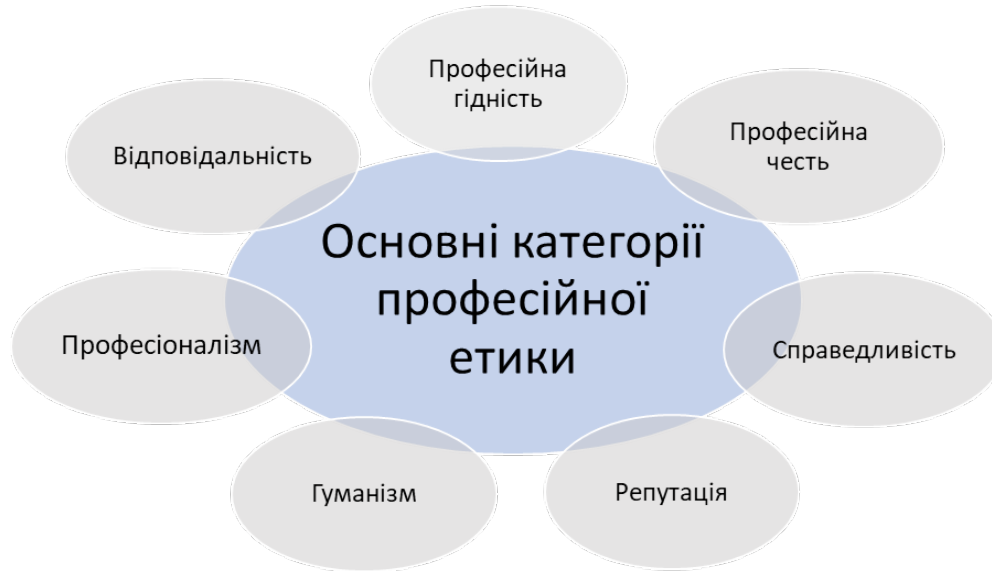 Професійна
гідність
Відповідальність
Професійна
честь
Основні категорії
професійної
етики
Професіоналізм
Справедливість
Гуманізм
Репутація